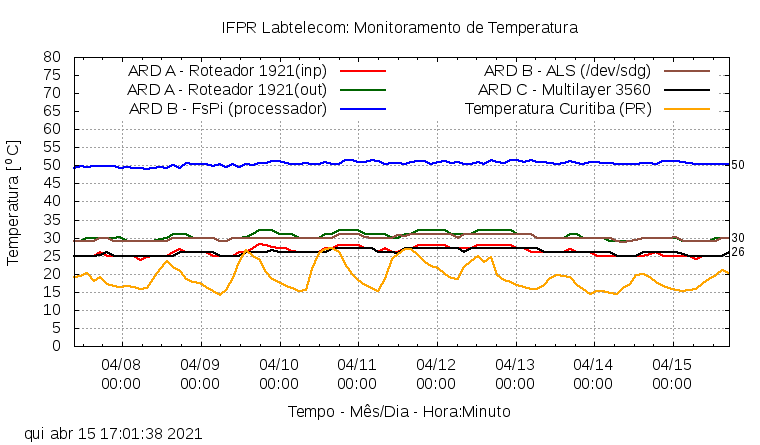 IFPR Labtelecom: Monitoramento de Temperatura
ARD A - Roteador 1921(inp)
ARD A - Roteador 1921(out)
ARD B - FsPi (processador)
ARD B - ALS (/dev/sdg)
ARD C - Multilayer 3560
Temperatura Curitiba (PR)
Temperatura [ºC]
80
75
70
65
60
55
50
45
40
35
30
25
20
15
10
5
0
50
30
26
04/08 04/09 04/10 04/11 04/12 04/13 04/14 04/15
00:00 00:00 00:00 00:00 00:00 00:00 00:00 00:00
Tempo - Mês/Dia - Hora:Minuto
qui abr 15 17:01:38 2021